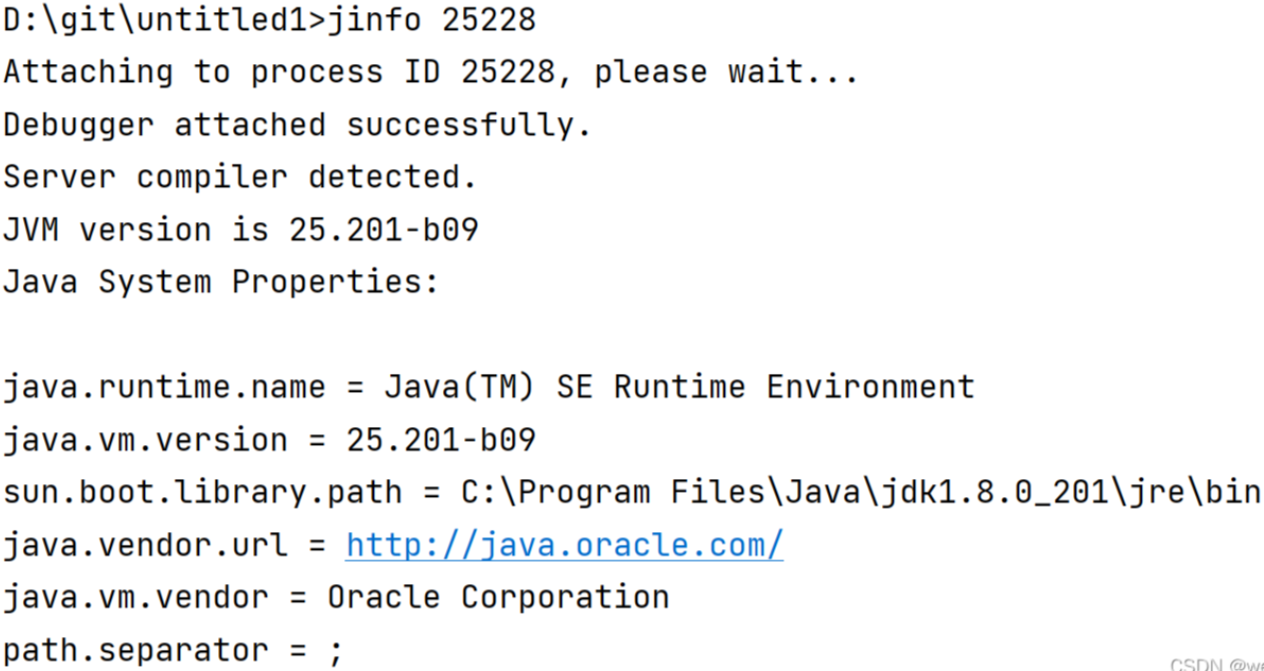 D:\git\untitled1>jinfo 25228
Attaching to process ID 25228, please wait...
Debugger attached successfully.
Server compiler detected.
JVM version is 25.201-b09
Java System Properties:
java.runtime.name = Java(TM) SE Runtime Environment
java.vm.version = 25.201-b09
sun.boot.library.path = C:\Program Files\Java\jdk1.8.0_201\jre\bin
java.vendor.url = http://java.oracle.com/
java.vm.vendor = Oracle Corporation
path.separator = ;
CSDN